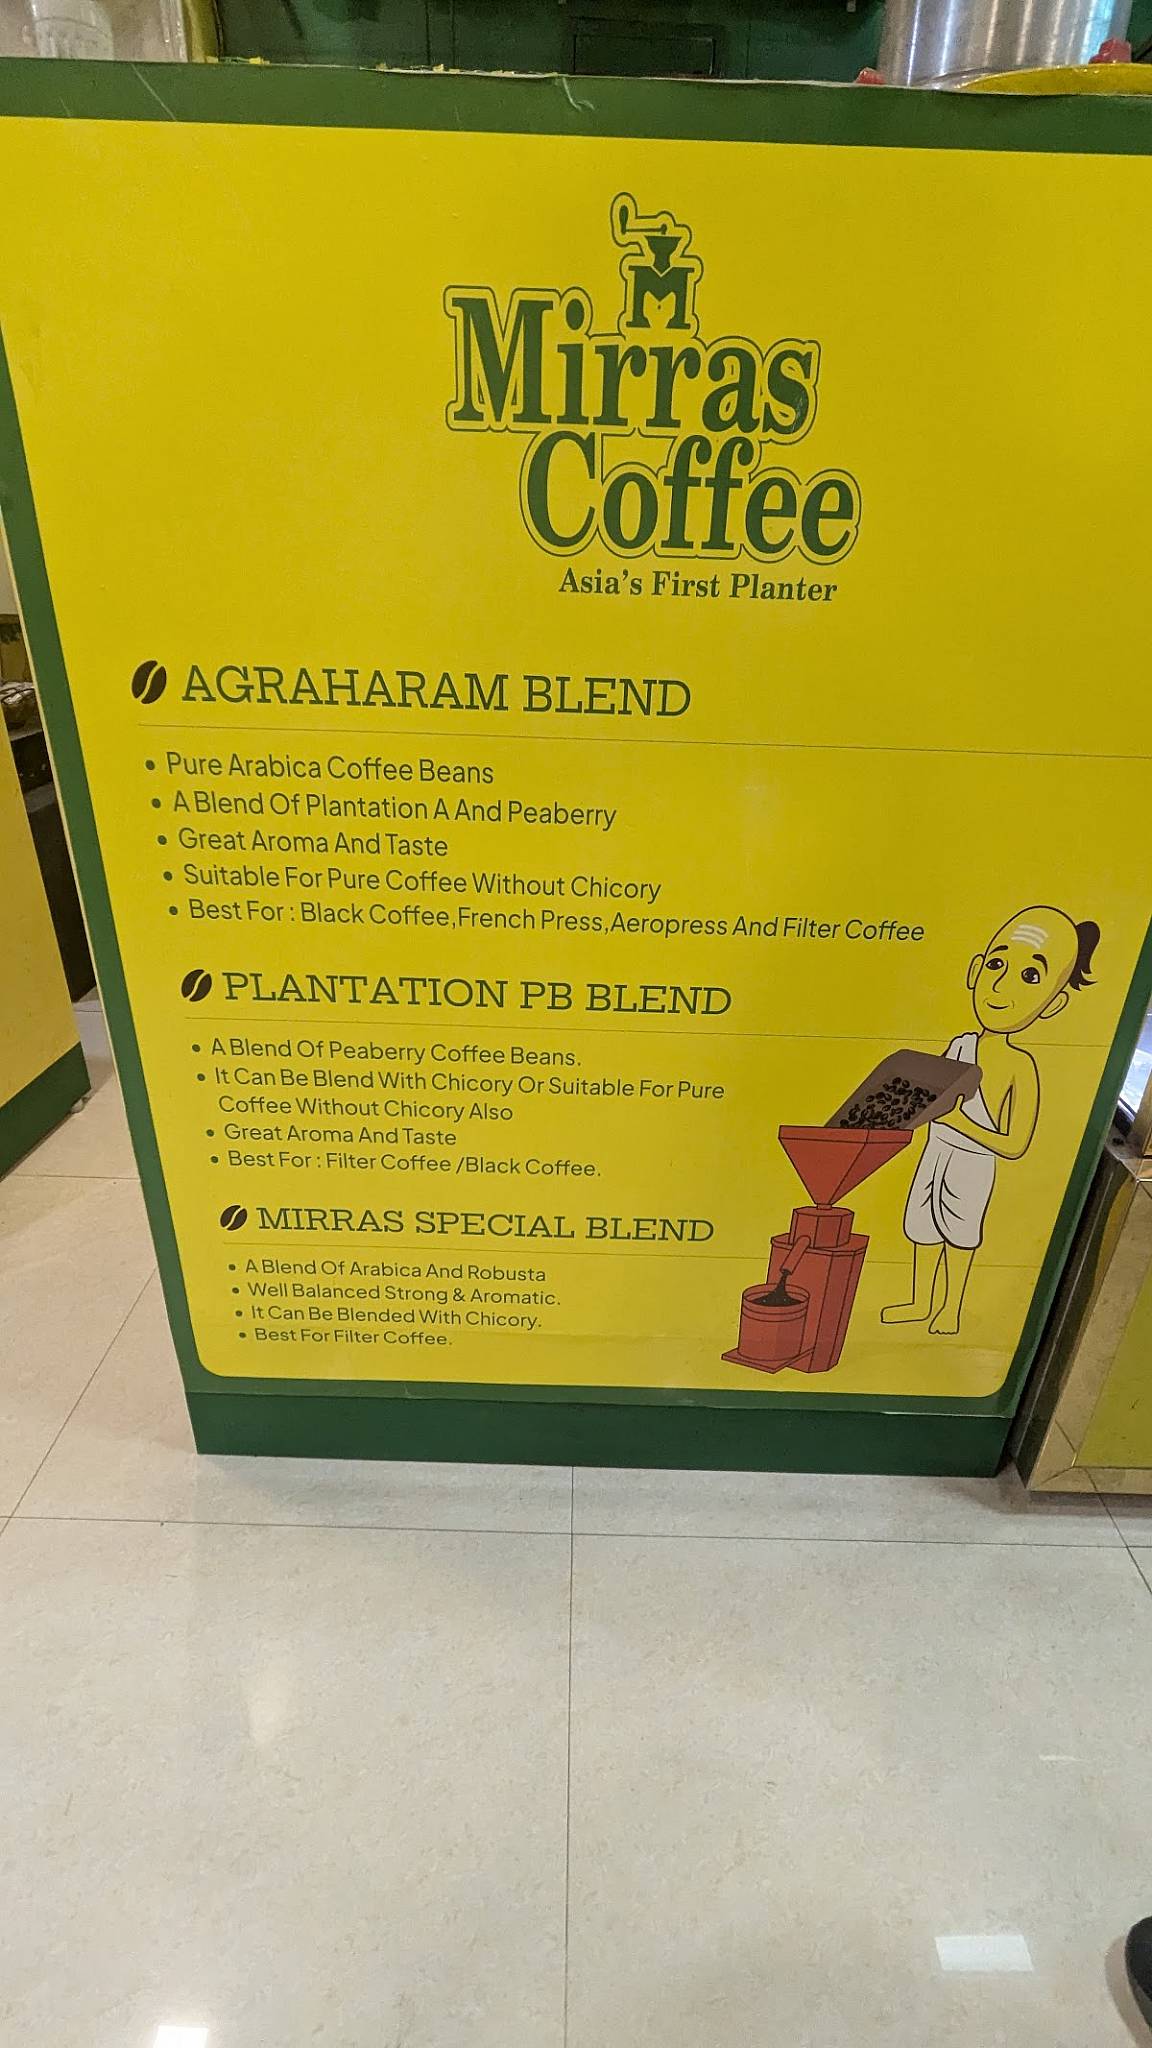 M
Mirras
Coffee
Asia's First Planter
AGRAHARAM BLEND
• Pure Arabica Coffee Beans
• A Blend Of Plantation A And Peaberry
• Great Aroma And Taste
• Suitable For Pure Coffee Without Chicory
• Best For : Black Coffee,French Press,Aeropress And Filter Coffee
PLANTATION PB BLEND
• A Blend Of Peaberry Coffee Beans.
• It Can Be Blend With Chicory Or Suitable For Pure
Coffee Without Chicory Also
• Great Aroma And Taste
• Best For : Filter Coffee /Black Coffee.
MIRRAS SPECIAL BLEND
• A Blend Of Arabica And Robusta
• Well Balanced Strong & Aromatic.
• It Can Be Blended With Chicory.
• Best For Filter Coffee.